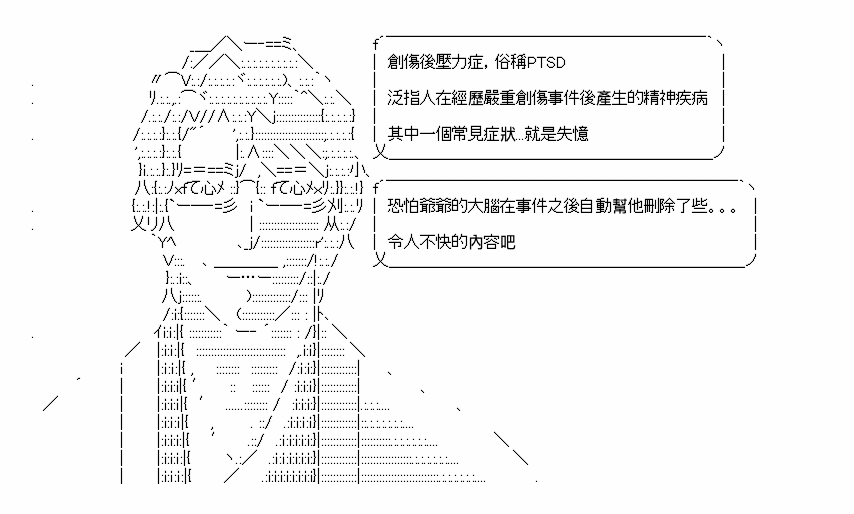 創傷後壓力症，俗稱PTSD
泛指人在經歷嚴重創傷事件後產生的精神疾病
其中一個常見症狀...就是失憶
恐怕爺爺的大腦在事件之後自動幫他刪除了些。。。
令人不快的內容吧